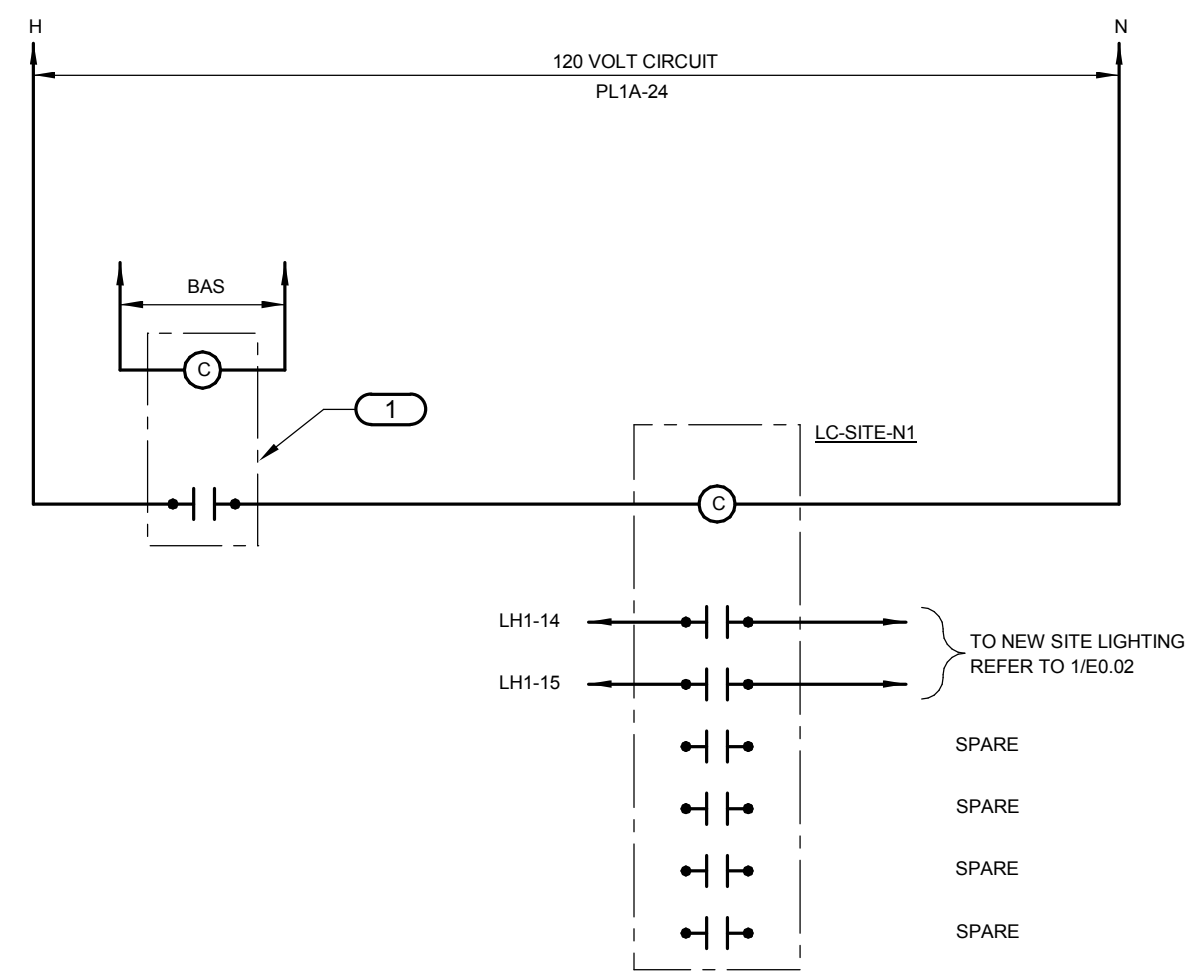 H
N
120 VOLT CIRCUIT
PL1A-24
BAS
C
1
LC-SITE-N1
C
LH1-14
LH1-15
TO NEW SITE LIGHTING
REFER TO 1/E0.02
SPARE
SPARE
SPARE
SPARE